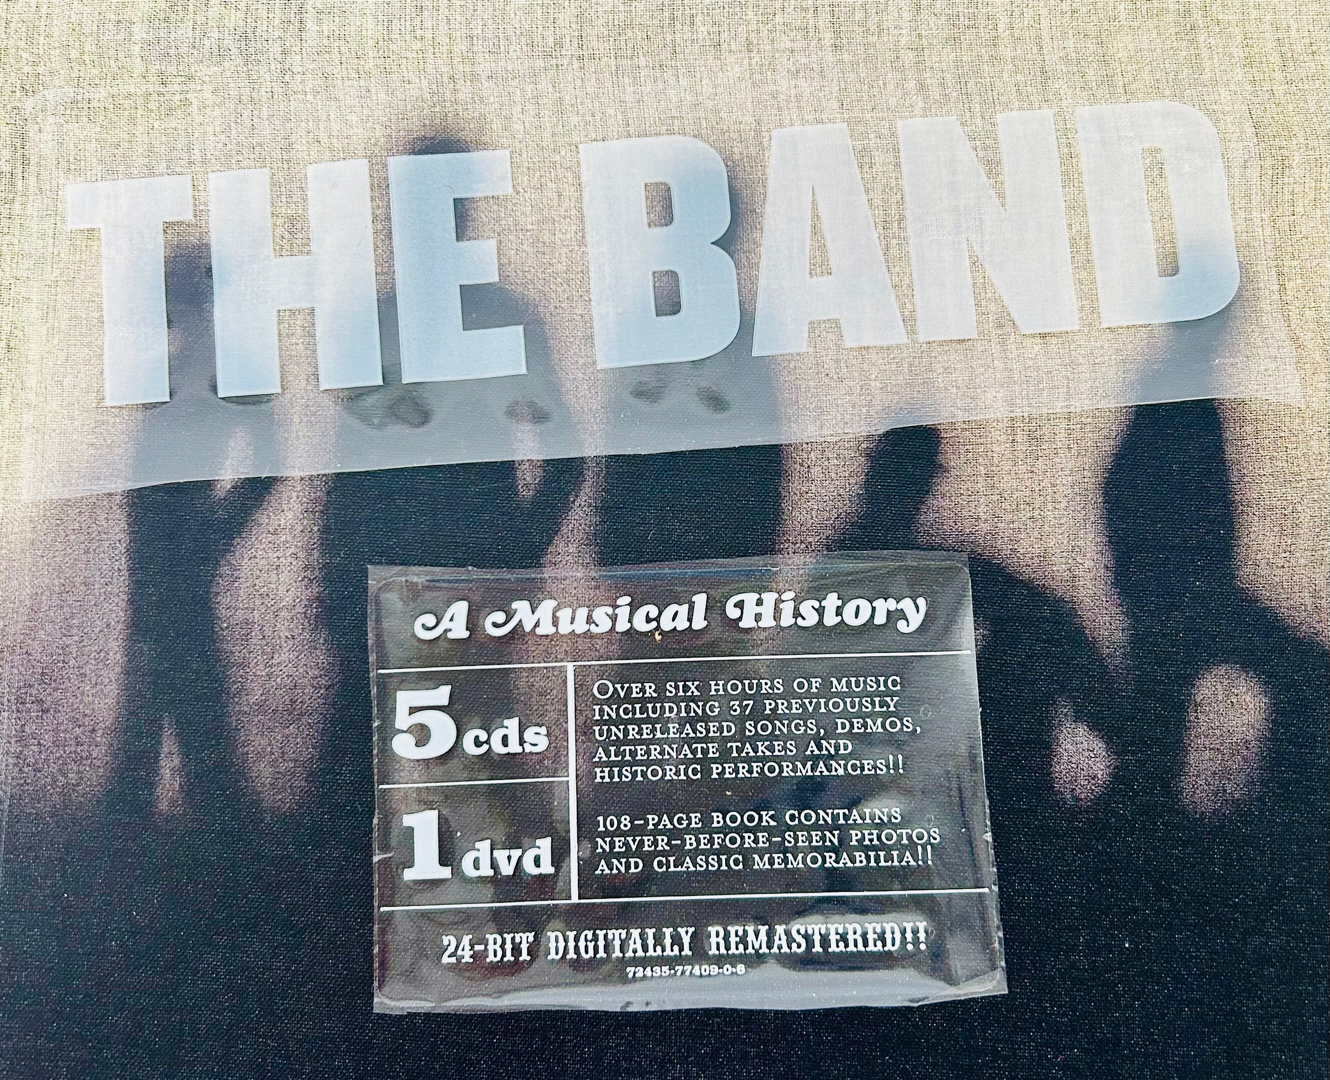 THE BAND
A Musical History
5 cds
1 dvd
OVER SIX HOURS OF MUSIC
INCLUDING 37 PREVIOUSLY
UNRELEASED SONGS, DEMOS,
ALTERNATE TAKES AND
HISTORIC PERFORMANCES!!
108-PAGE BOOK CONTAINS
NEVER-BEFORE-SEEN PHOTOS
AND CLASSIC MEMORABILIA!!
24-BIT DIGITALLY REMASTERED!!
72435-77409-0-6